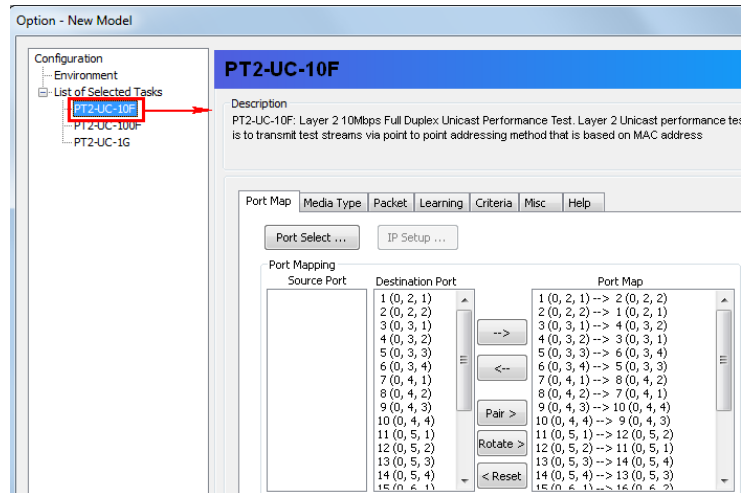 Option - New Model
Configuration
Environment
List of Selected Tasks
PT2-UC-10F
PT2-UC-100F
PT2-UC-1G
PT2-UC-10F
Description
PT2-UC-10F: Layer 2 10Mbps Full Duplex Unicast Performance Test. Layer 2 Unicast performance tes
is to transmit test streams via point to point addressing method that is based on MAC address
Port Map Media Type Packet Learning Criteria Misc Help
Port Select ... IP Setup ...
Port Mapping
Source Port Destination Port Port Map
1 (0, 2, 1) 1 (0, 2, 1) --> 2 (0, 2, 2)
2 (0, 2, 2) 2 (0, 2, 2) --> 1 (0, 2, 1)
3 (0, 3, 1) 3 (0, 3, 1) --> 4 (0, 3, 2)
4 (0, 3, 2) --> 4 (0, 3, 2) --> 3 (0, 3, 1)
5 (0, 3, 3) 5 (0, 3, 3) --> 6 (0, 3, 4)
6 (0, 3, 4) <-- 6 (0, 3, 4) --> 5 (0, 3, 3)
7 (0, 4, 1) 7 (0, 4, 1) --> 8 (0, 4, 2)
8 (0, 4, 2) 8 (0, 4, 2) --> 7 (0, 4, 1)
9 (0, 4, 3) Pair > 9 (0, 4, 3) --> 10 (0, 4, 4)
10 (0, 4, 4) 10 (0, 4, 4) --> 9 (0, 4, 3)
11 (0, 5, 1) 11 (0, 5, 1) --> 12 (0, 5, 2)
12 (0, 5, 2) Rotate > 12 (0, 5, 2) --> 11 (0, 5, 1)
13 (0, 5, 3) 13 (0, 5, 3) --> 14 (0, 5, 4)
14 (0, 5, 4) < Reset 14 (0, 5, 4) --> 13 (0, 5, 3)
15 (0, 6, 1) 15 (0, 6, 1) --> 16 (0, 6, 2)